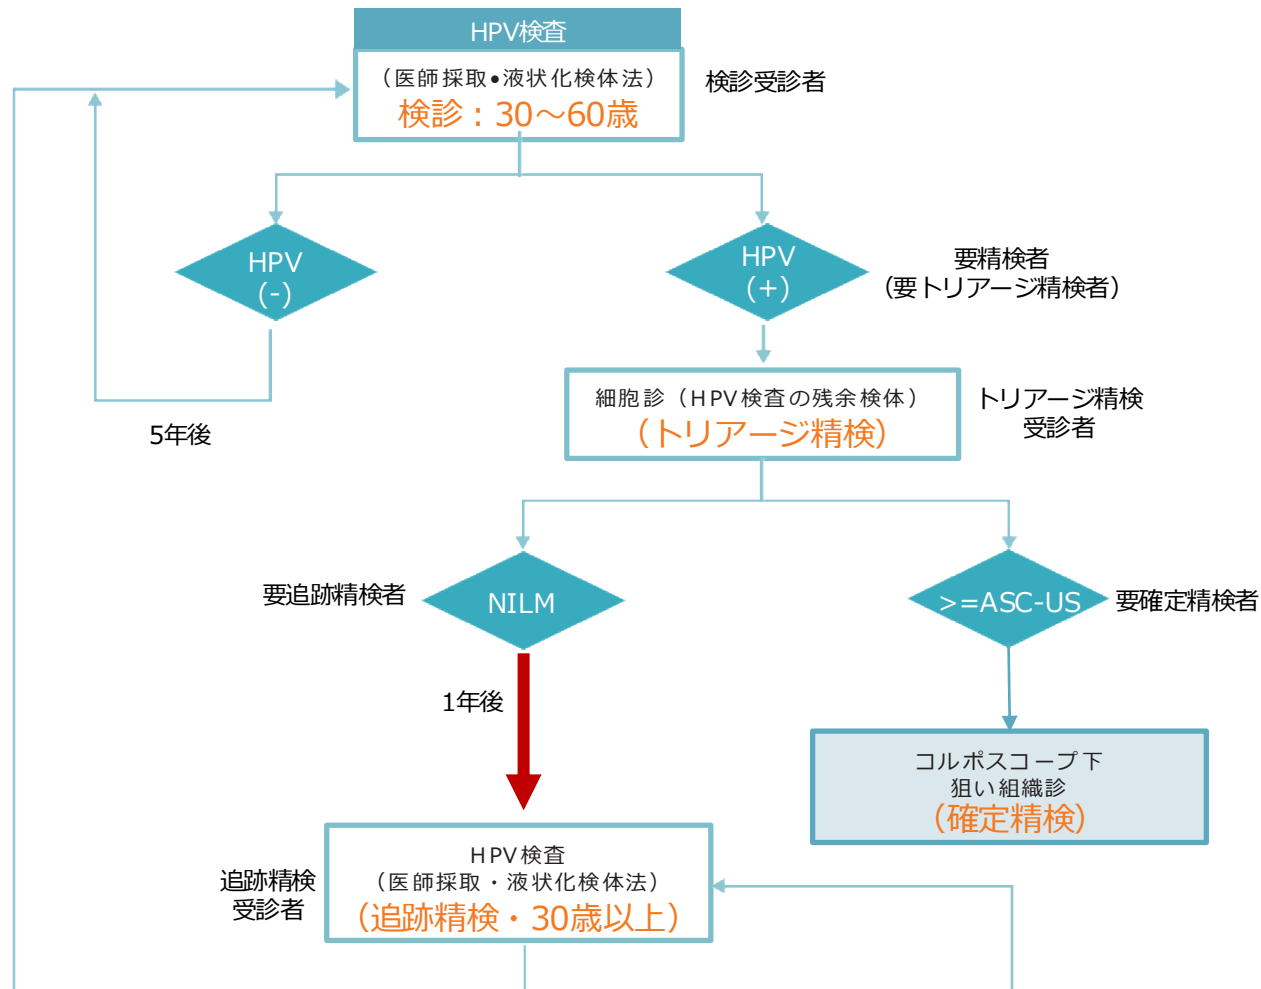 HPV検査
（医師採取•液状化検体法）
検診：30～60歳
検診受診者
HPV
(-)
HPV
(+)
要精検者
（要トリアージ精検者）
5年後
細胞診（HPV検査の残余検体）
（トリアージ精検）
トリアージ精検
受診者
要追跡精検者
NILM
>=ASC-US
要確定精検者
1年後
コルポスコープ下
狙い組織診
（確定精検）
追跡精検
受診者
HPV検査
（医師採取・液状化検体法）
（追跡精検・30歳以上）